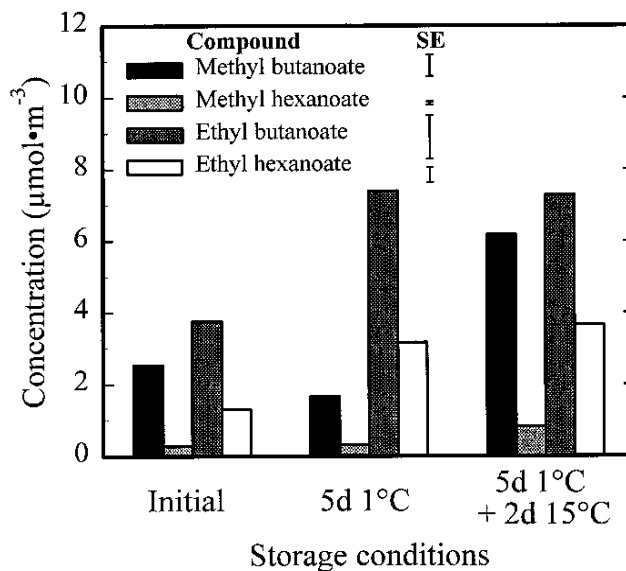 12
10
8
6
4
2
0
Concentration (µmol•m⁻³)
Compound SE
Methyl butanoate
Methyl hexanoate
Ethyl butanoate
Ethyl hexanoate
Initial
5d 1°C
5d 1°C
+ 2d 15°C
Storage conditions